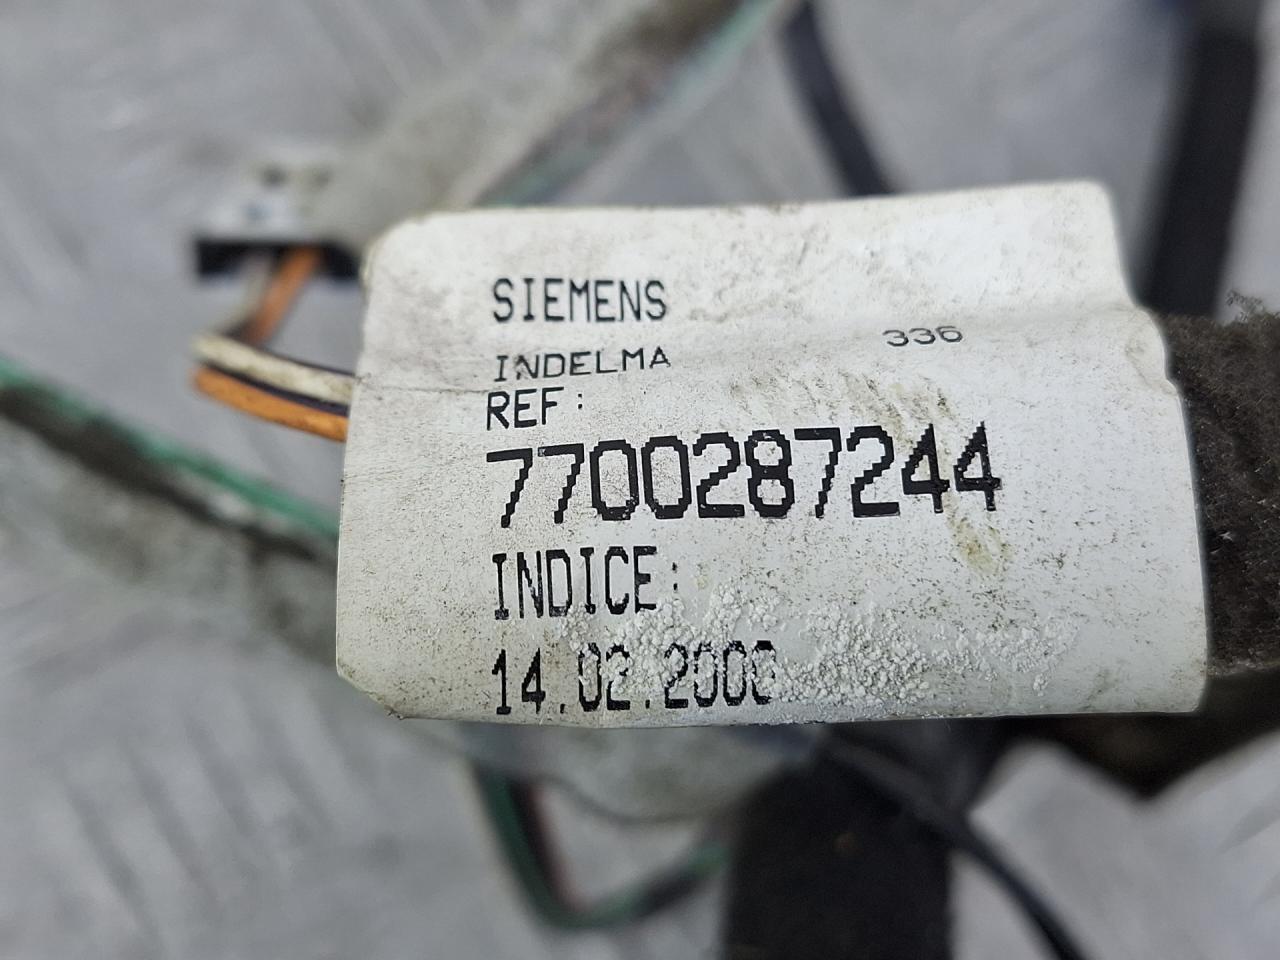 SIEMENS
INDELMA 336
REF:
7700287244
INDICE:
14.02.2000